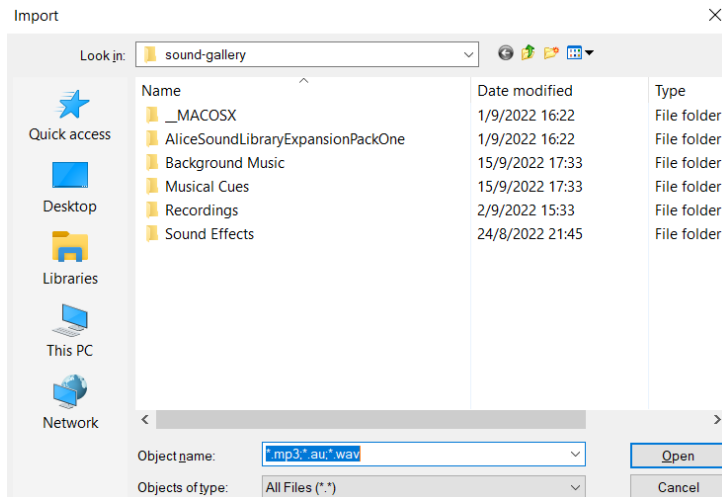 Import
Look in: sound-gallery
Name Date modified Type
__MACOSX 1/9/2022 16:22 File folder
AliceSoundLibraryExpansionPackOne 1/9/2022 16:22 File folder
Background Music 15/9/2022 17:33 File folder
Musical Cues 15/9/2022 17:33 File folder
Recordings 2/9/2022 15:33 File folder
Sound Effects 24/8/2022 21:45 File folder
Quick access
Desktop
Libraries
This PC
Network
Object name: *.mp3;*.au;*.wav Open
Objects of type: All Files (*.*) Cancel